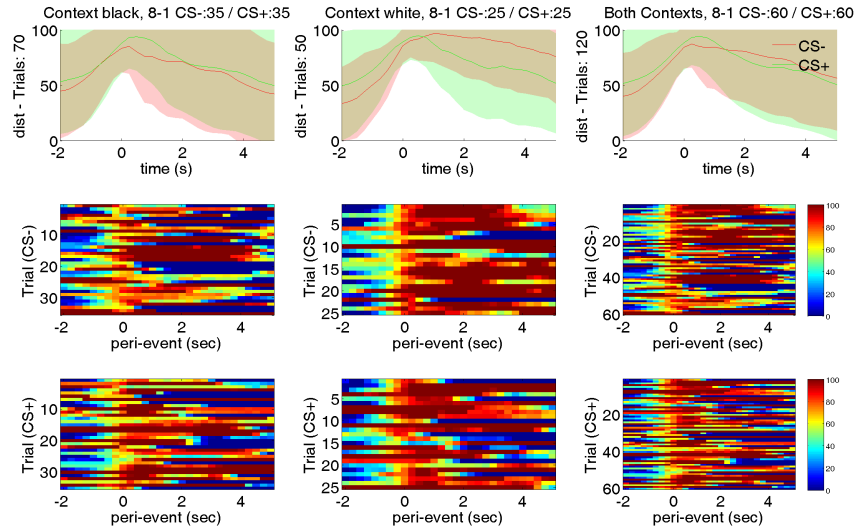 Context black, 8-1 CS-:35 / CS+:35
Context white, 8-1 CS-:25 / CS+:25
Both Contexts, 8-1 CS-:60 / CS+:60
dist - Trials: 70
100
50
0
-2 0 2 4
time (s)
dist - Trials: 50
100
50
0
-2 0 2 4
time (s)
dist - Trials: 120
100
50
0
-2 0 2 4
time (s)
CS-
CS+
Trial (CS-)
10
20
30
-2 0 2 4
peri-event (sec)
Trial (CS-)
5
10
15
20
25
-2 0 2 4
peri-event (sec)
Trial (CS-)
20
40
60
-2 0 2 4
peri-event (sec)
100
80
60
40
20
0
Trial (CS+)
10
20
30
-2 0 2 4
peri-event (sec)
Trial (CS+)
5
10
15
20
25
-2 0 2 4
peri-event (sec)
Trial (CS+)
20
40
60
-2 0 2 4
peri-event (sec)
100
80
60
40
20
0